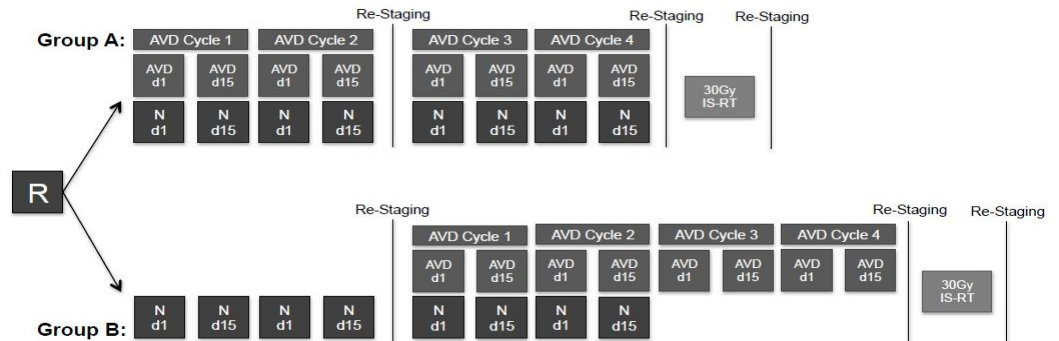 Re-Staging
Re-Staging
Re-Staging
Group A:
AVD Cycle 1
AVD Cycle 2
AVD Cycle 3
AVD Cycle 4
AVD
d1
AVD
d15
AVD
d1
AVD
d15
AVD
d1
AVD
d15
AVD
d1
AVD
d15
N
d1
N
d15
N
d1
N
d15
N
d1
N
d15
N
d1
N
d15
30Gy
IS-RT
R
Re-Staging
Re-Staging
Re-Staging
AVD Cycle 1
AVD Cycle 2
AVD Cycle 3
AVD Cycle 4
AVD
d1
AVD
d15
AVD
d1
AVD
d15
AVD
d1
AVD
d15
AVD
d1
AVD
d15
30Gy
IS-RT
Group B:
N
d1
N
d15
N
d1
N
d15
N
d1
N
d15
N
d1
N
d15